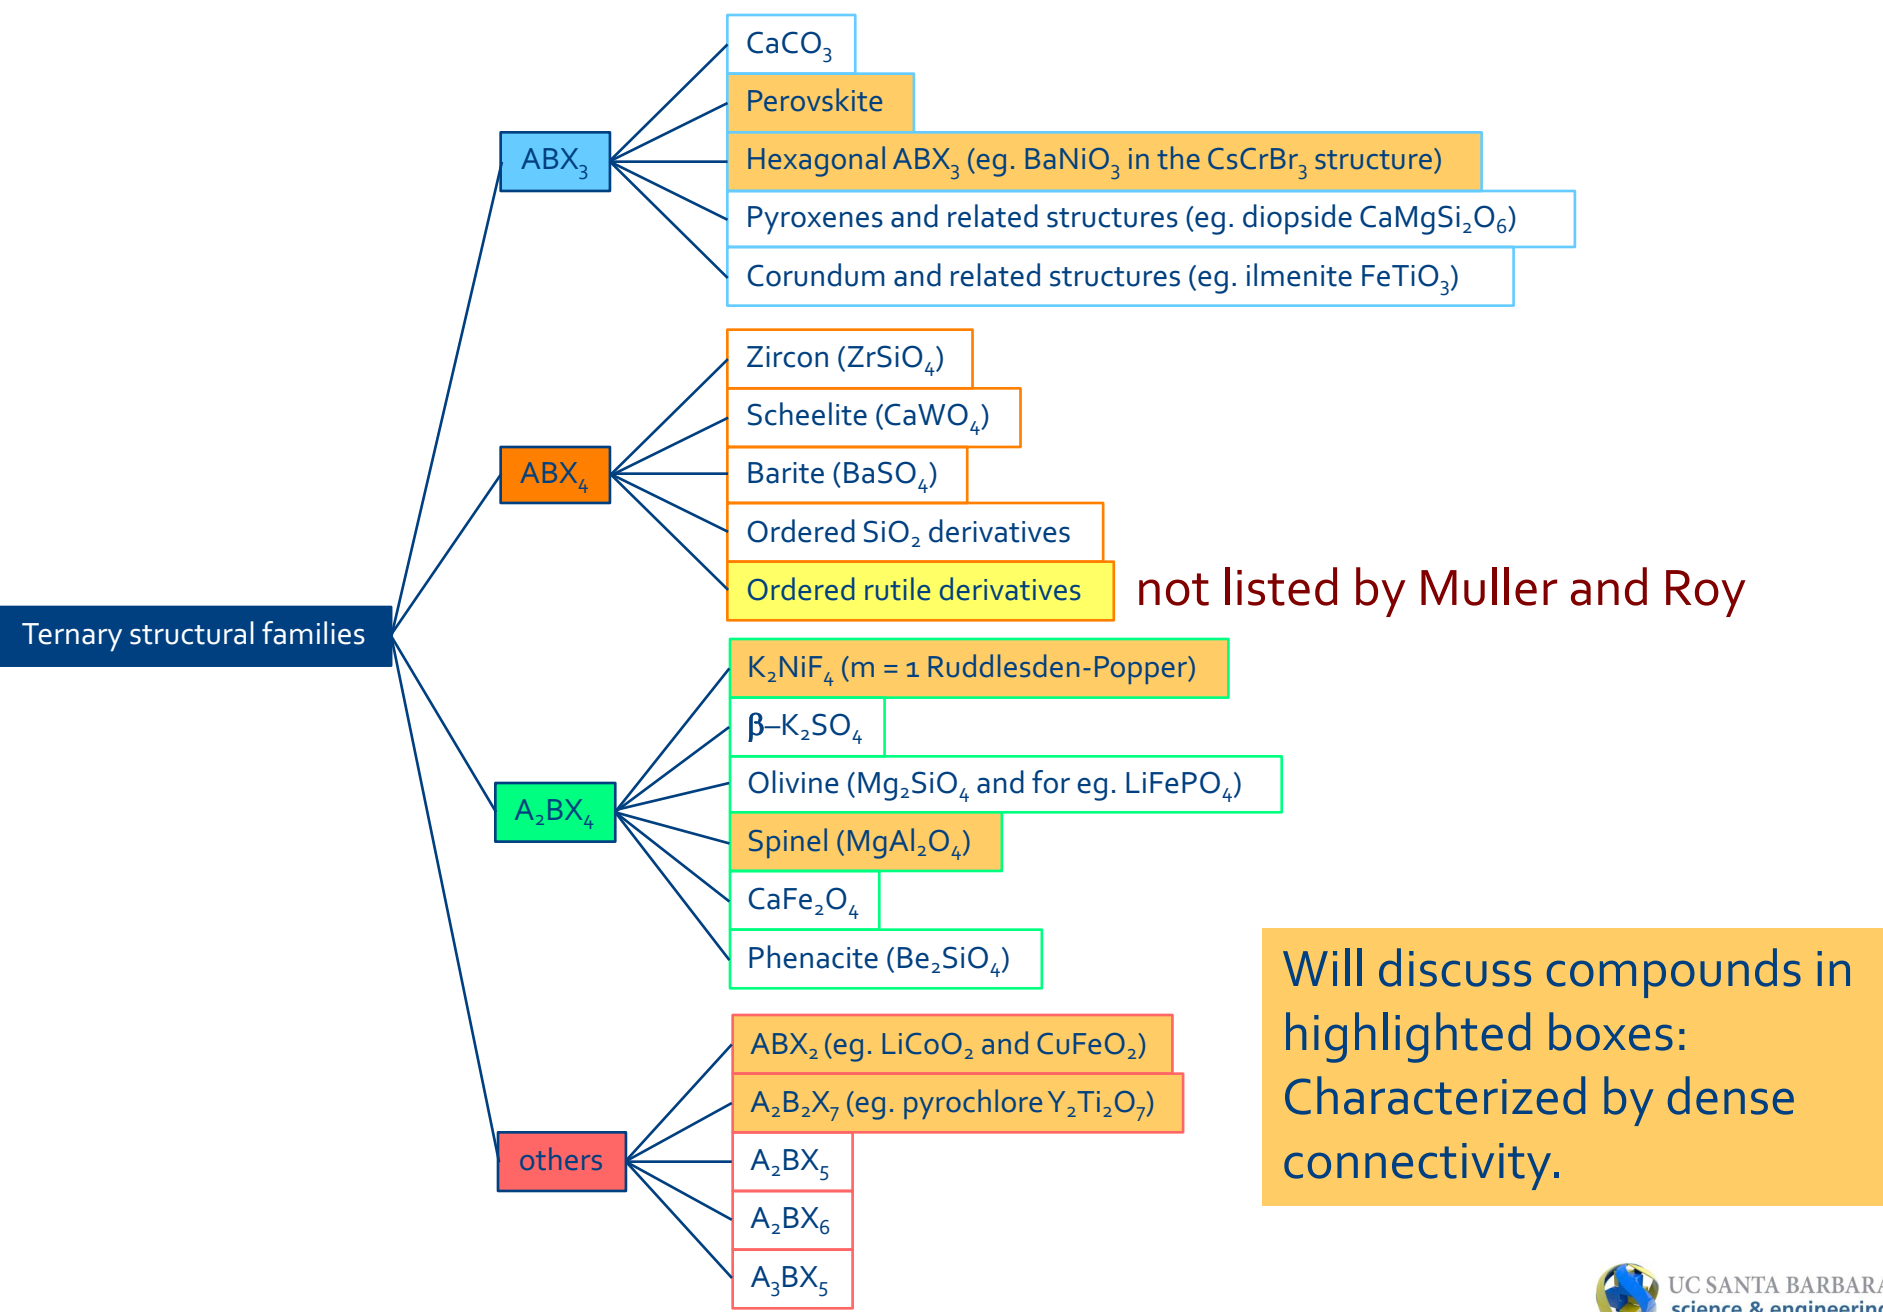 CaCO₃
Perovskite
ABX₃
Hexagonal ABX₃ (eg. BaNiO₃ in the CsCrBr₃ structure)
Pyroxenes and related structures (eg. diopside CaMgSi₂O₆)
Corundum and related structures (eg. ilmenite FeTiO₃)
Zircon (ZrSiO₄)
Scheelite (CaWO₄)
ABX₄
Barite (BaSO₄)
Ordered SiO₂ derivatives
Ordered rutile derivatives
not listed by Muller and Roy
Ternary structural families
K₂NiF₄ (m = 1 Ruddlesden-Popper)
β–K₂SO₄
Olivine (Mg₂SiO₄ and for eg. LiFePO₄)
A₂BX₄
Spinel (MgAl₂O₄)
CaFe₂O₄
Phenacite (Be₂SiO₄)
ABX₂ (eg. LiCoO₂ and CuFeO₂)
A₂B₂X₇ (eg. pyrochlore Y₂Ti₂O₇)
others
A₂BX₅
A₂BX₆
A₃BX₅
Will discuss compounds in
highlighted boxes:
Characterized by dense
connectivity.
UC SANTA BARBARA
science & engineering